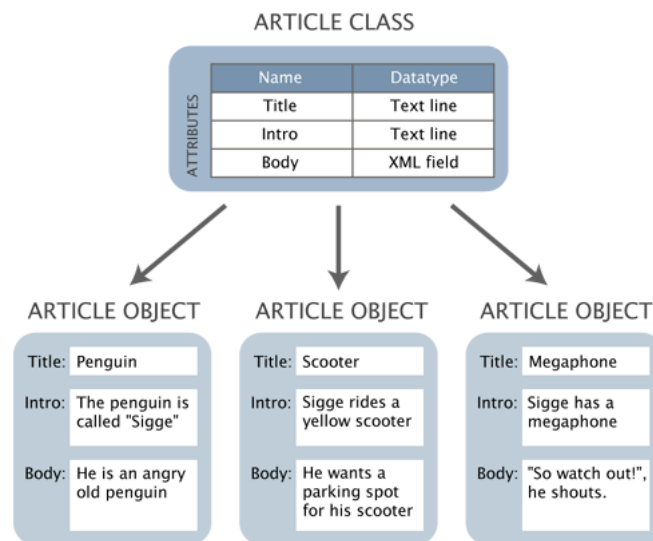 ARTICLE CLASS
ATTRIBUTES
Name Datatype
Title Text line
Intro Text line
Body XML field
ARTICLE OBJECT
Title: Penguin
Intro: The penguin is
called "Sigge"
Body: He is an angry
old penguin
ARTICLE OBJECT
Title: Scooter
Intro: Sigge rides a
yellow scooter
Body: He wants a
parking spot
for his scooter
ARTICLE OBJECT
Title: Megaphone
Intro: Sigge has a
megaphone
Body: "So watch out!",
he shouts.